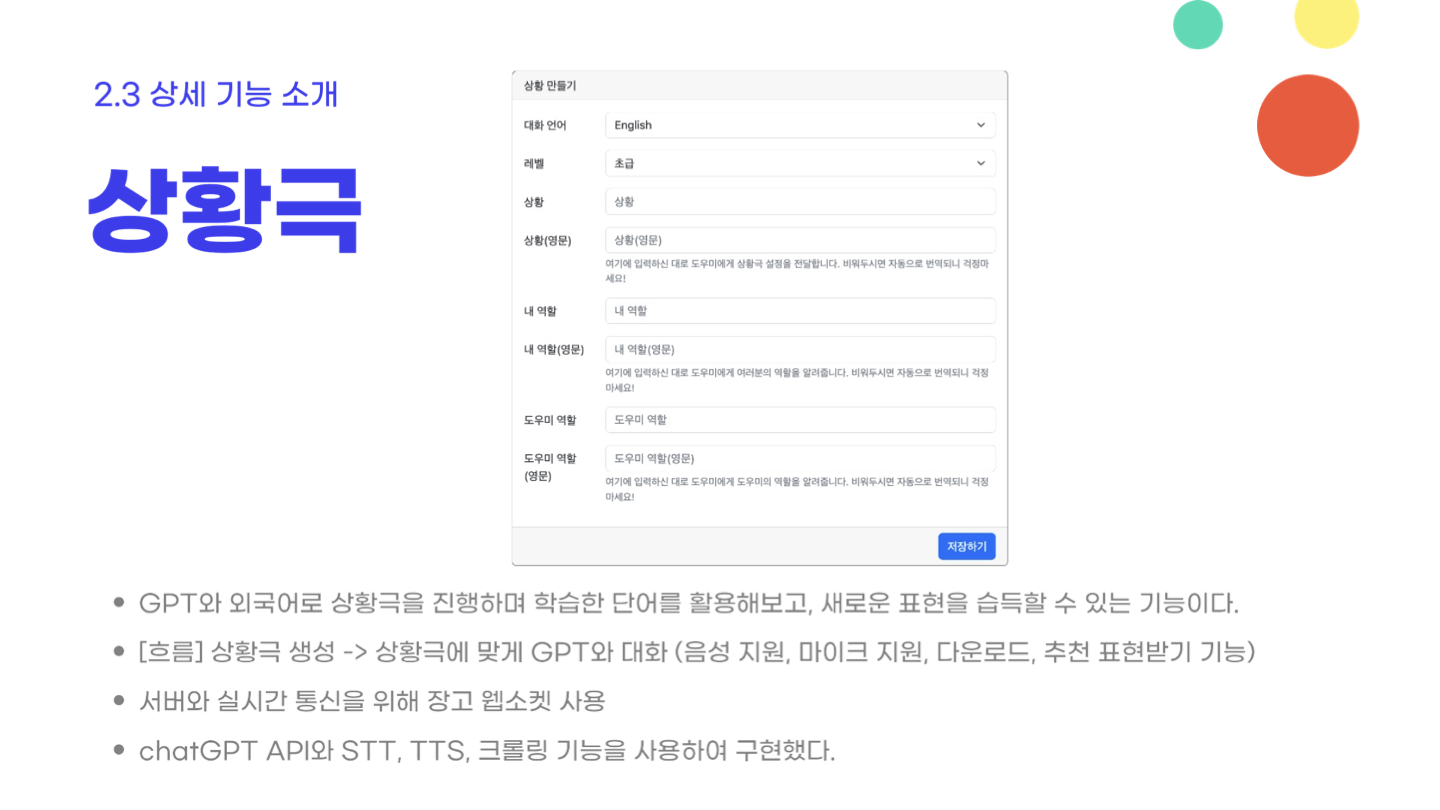 2.3 상세 기능 소개
상황극
상황 만들기
대화 언어
English
레벨
초급
상황
상황
상황(영문)
상황(영문)
여기에 입력하신 대로 도우미에게 상황극 설정을 전달합니다. 비워두시면 자동으로 번역되니 걱정마
세요!
내 역할
내 역할
내 역할(영문)
내 역할(영문)
여기에 입력하신 대로 도우미에게 여러분의 역할을 알려줍니다. 비워두시면 자동으로 번역되니 걱정
마세요!
도우미 역할
도우미 역할
도우미 역할
(영문)
도우미 역할(영문)
여기에 입력하신 대로 도우미에게 도우미의 역할을 알려줍니다. 비워두시면 자동으로 번역되니 걱정
마세요!
저장하기
• GPT와 외국어로 상황극을 진행하며 학습한 단어를 활용해보고, 새로운 표현을 습득할 수 있는 기능이다.
• [흐름] 상황극 생성 -> 상황극에 맞게 GPT와 대화 (음성 지원, 마이크 지원, 다운로드, 추천 표현받기 기능)
• 서버와 실시간 통신을 위해 장고 웹소켓 사용
• chatGPT API와 STT, TTS, 크롤링 기능을 사용하여 구현했다.